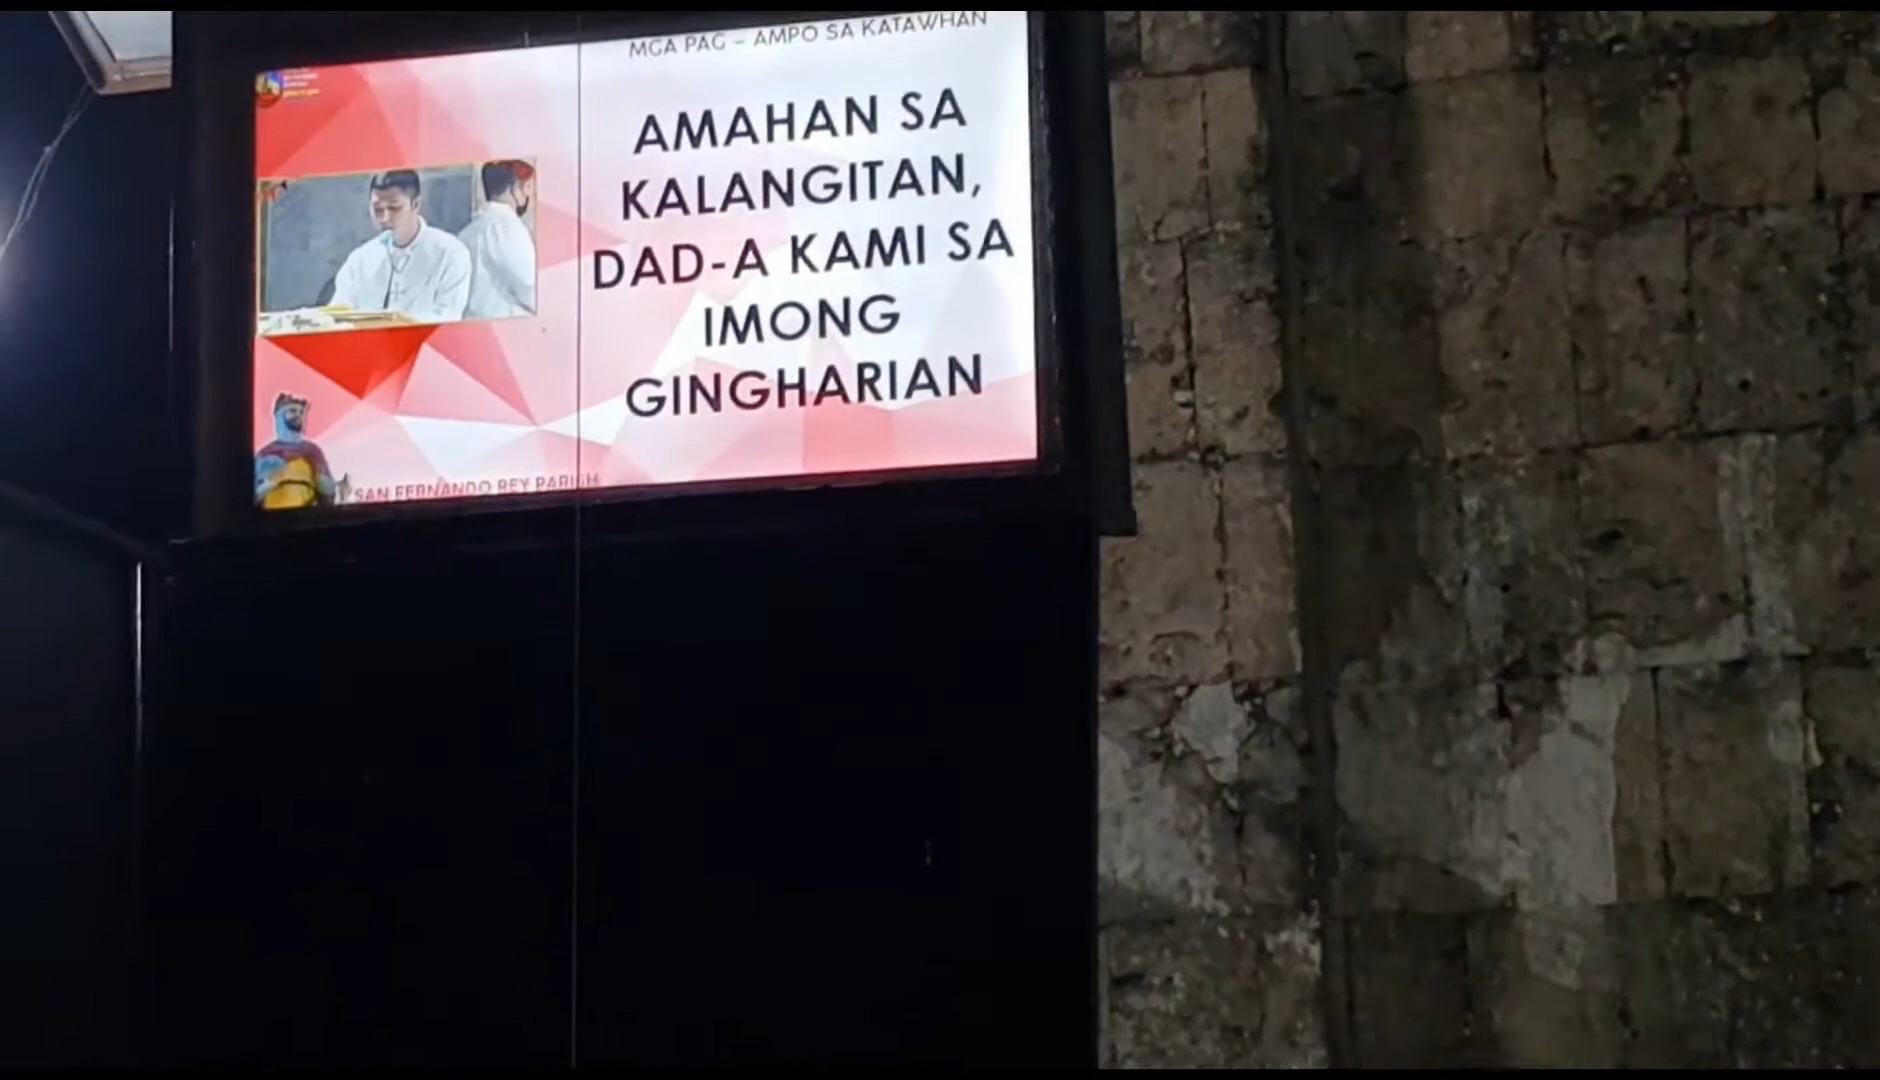 MGA PAG – AMPO SA KATAWHAN
AMAHAN SA
KALANGITAN,
DAD-A KAMI SA
IMONG
GINGHARIAN
SAN FERNANDO REY PARISH